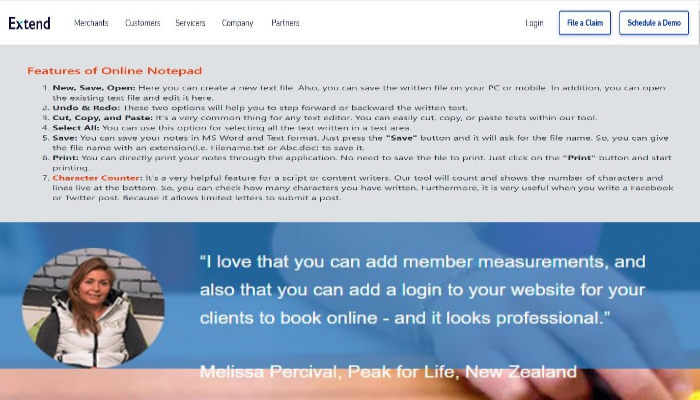 Extend Merchants Customers Servicers Company Partners Login File a Claim Schedule a Demo
Features of Online Notepad
1. New, Save, Open: Here you can create a new text file. Also, you can save the written file on your PC or mobile. In addition, you can open
the existing text file and edit it here.
2. Undo & Redo: These two options will help you to step forward or backward the written text.
3. Cut, Copy, and Paste: It's a very common thing for any text editor. You can easily cut, copy, or paste texts within our tool.
4. Select All: You can use this option for selecting all the text written in a text area.
5. Save: You can save your notes in MS Word and Text format. Just press the "Save" button and it will ask for the file name. So, you can give
the file name with an extension(i.e. Filename.txt or Abc.doc) to save it.
6. Print: You can directly print your notes through the application. No need to save the file to print. Just click on the "Print" button and start
printing.
7. Character Counter: It's a very helpful feature for a script or content writers. Our tool will count and shows the number of characters and
lines live at the bottom. So, you can check how many characters you have written. Furthermore, it is very useful when you write a Facebook
or Twitter post. Because it allows limited letters to submit a post.
“I love that you can add member measurements, and
also that you can add a login to your website for your
clients to book online - and it looks professional.”
Melissa Percival, Peak for Life, New Zealand